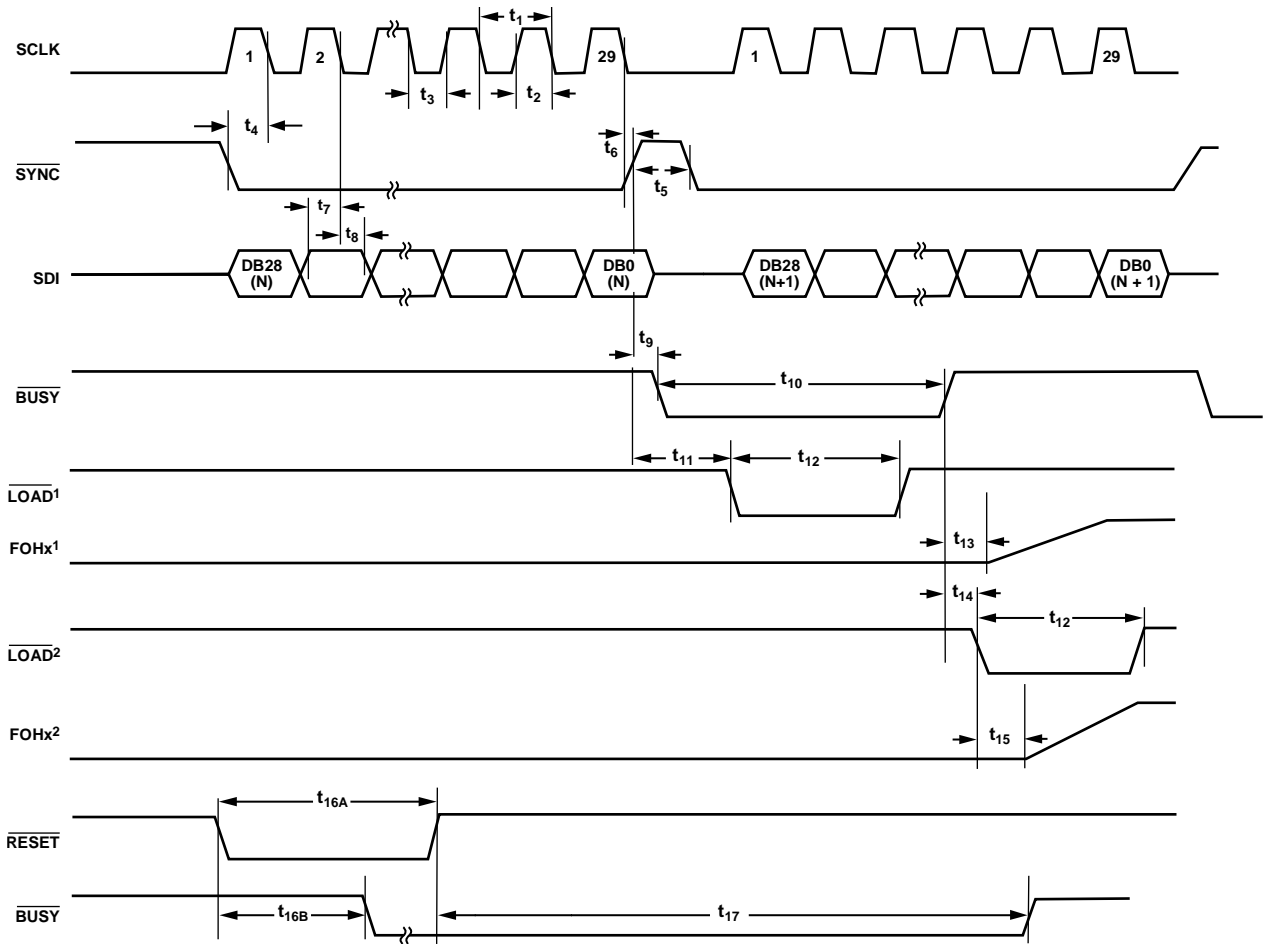 SCLK
1
2
29
1
29
t1
t3
t2
t4
SYNC
t6
t5
t7
t8
SDI
DB28
(N)
DB0
(N)
DB28
(N+1)
DB0
(N + 1)
t9
BUSY
t10
t11
t12
LOAD1
FOHx1
t13
t14
t12
LOAD2
FOHx2
t15
t16A
RESET
BUSY
t16B
t17